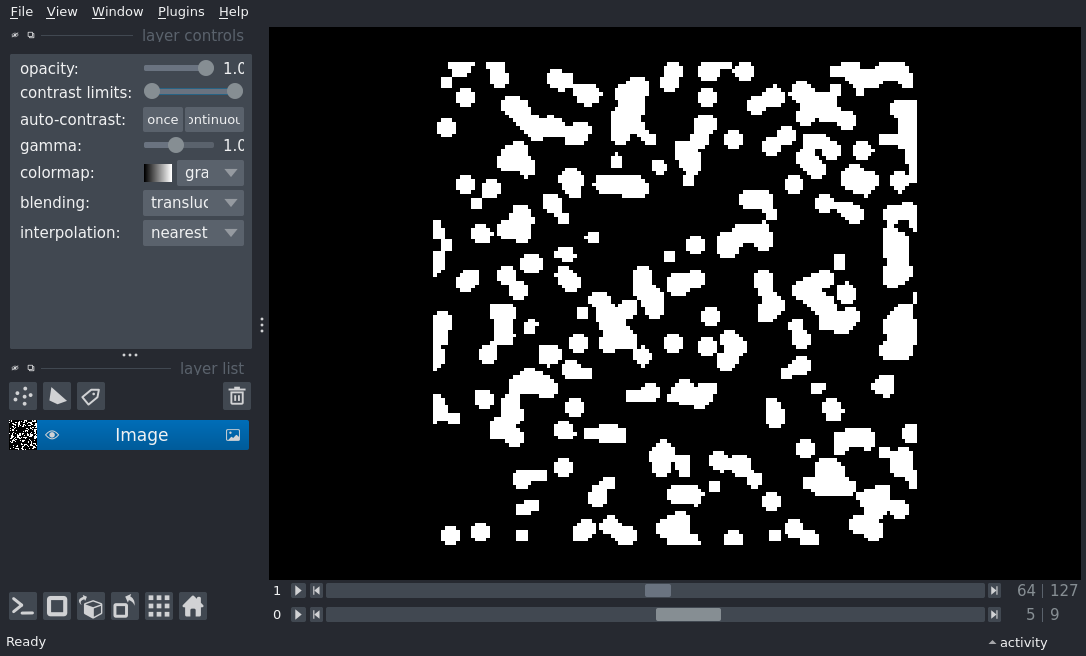 File View Window Plugins Help
layer controls
opacity: 1.0
contrast limits:
auto-contrast: once ontinuou
gamma: 1.0
colormap: gra
blending: transluc
interpolation: nearest
layer list
Image
1 64 | 127
0 5 | 9
Ready activity